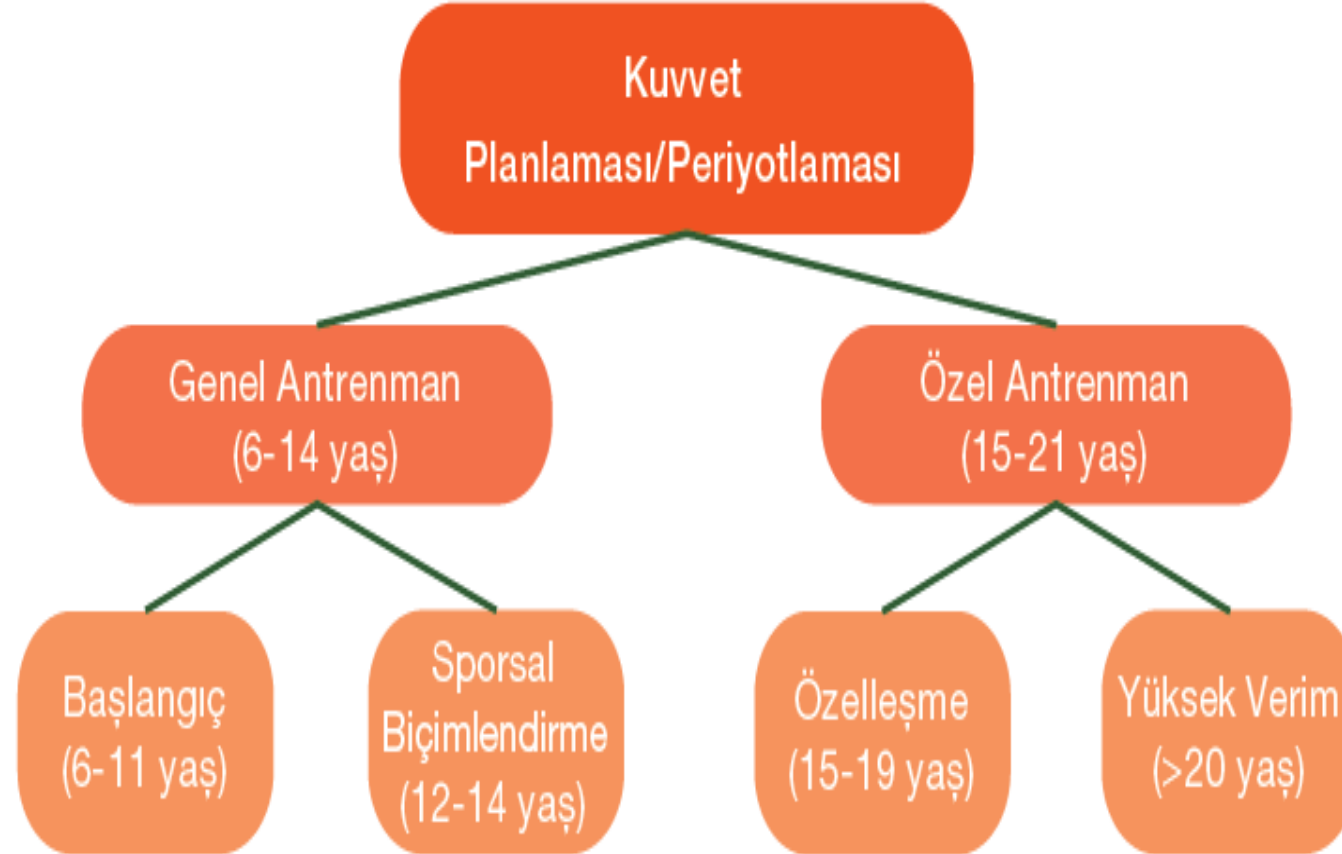 Kuvvet
Planlaması/Periyotlaması
Genel Antrenman
(6-14 yaş)
Özel Antrenman
(15-21 yaş)
Başlangıç
(6-11 yaş)
Sporsal
Biçimlendirme
(12-14 yaş)
Özelleşme
(15-19 yaş)
Yüksek Verim
(>20 yaş)